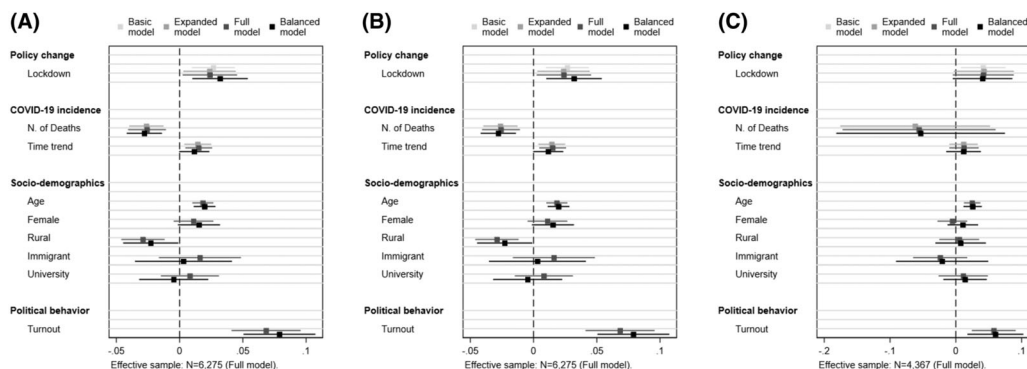 (A)
Basic model Expanded model Full model Balanced model
Policy change
Lockdown
COVID-19 incidence
N. of Deaths
Time trend
Socio-demographics
Age
Female
Rural
Immigrant
University
Political behavior
Turnout
-.05 0 .05 .1
Effective sample: N=6,275 (Full model).
(B)
Basic model Expanded model Full model Balanced model
Policy change
Lockdown
COVID-19 incidence
N. of Deaths
Time trend
Socio-demographics
Age
Female
Rural
Immigrant
University
Political behavior
Turnout
-.05 0 .05 .1
Effective sample: N=6,275 (Full model).
(C)
Basic model Expanded model Full model Balanced model
Policy change
Lockdown
COVID-19 incidence
N. of Deaths
Time trend
Socio-demographics
Age
Female
Rural
Immigrant
University
Political behavior
Turnout
-.2 -.1 0 .1
Effective sample: N=4,367 (Full model).